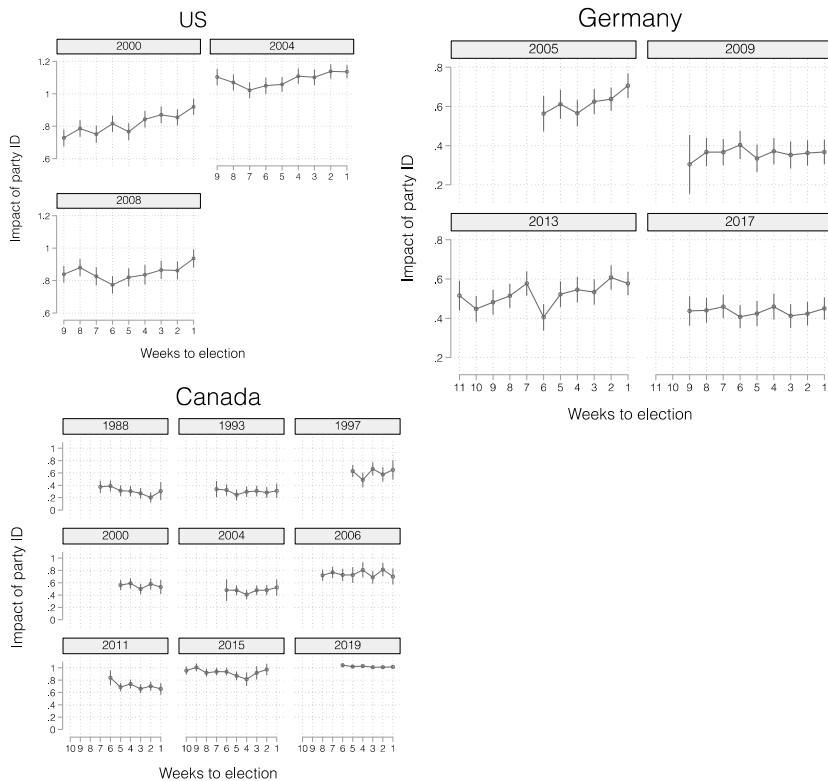 US
2000 2004
1.2
1
.8
.6
9 8 7 6 5 4 3 2 1
2008
1.2
1
.8
.6
9 8 7 6 5 4 3 2 1
Impact of party ID
Weeks to election
Germany
2005 2009
.8
.6
.4
.2
2013 2017
.8
.6
.4
.2
11 10 9 8 7 6 5 4 3 2 1 11 10 9 8 7 6 5 4 3 2 1
Impact of party ID
Weeks to election
Canada
1988 1993 1997
1
.8
.6
.4
.2
0
2000 2004 2006
1
.8
.6
.4
.2
0
2011 2015 2019
1
.8
.6
.4
.2
0
10 9 8 7 6 5 4 3 2 1 10 9 8 7 6 5 4 3 2 1 10 9 8 7 6 5 4 3 2 1
Impact of party ID
Weeks to election